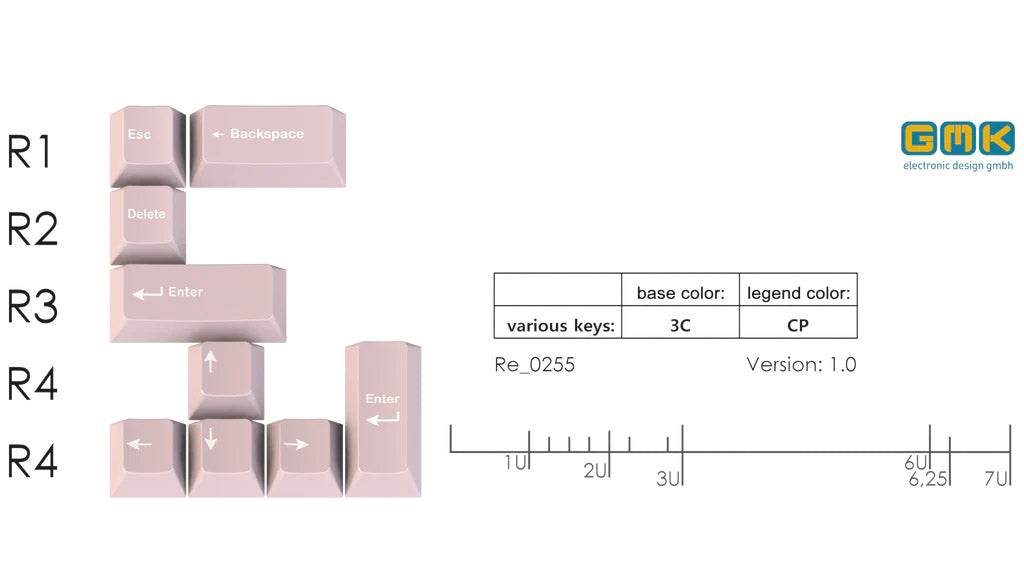 R1
Esc
← Backspace
R2
Delete
R3
Enter
R4
Enter
R4
GMK
electronic design gmbh
base color: legend color:
various keys: 3C CP
Re_0255 Version: 1.0
1U 2U 3U 6U 6,25 7U